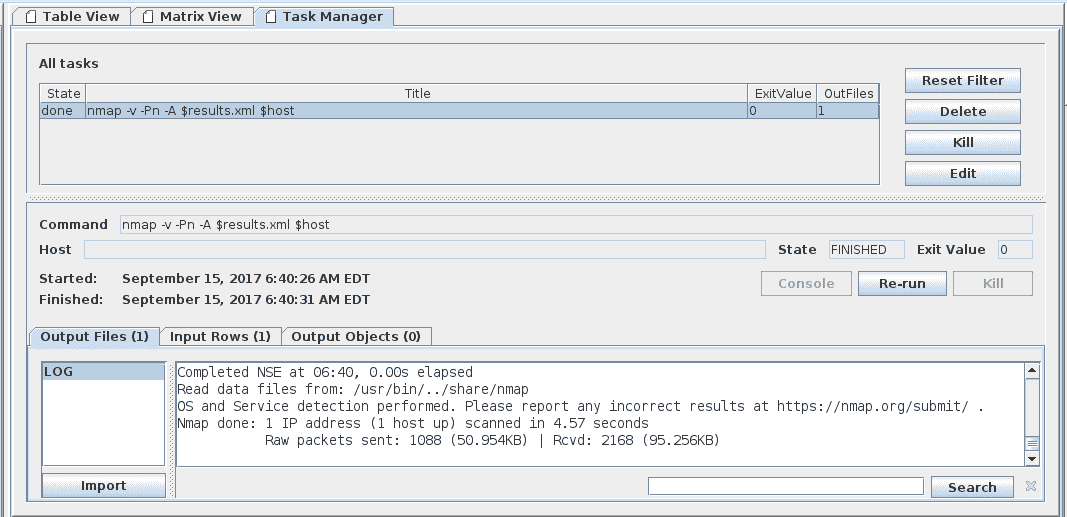 Table View Matrix View Task Manager
All tasks
State Title ExitValue OutFiles
done nmap -v -Pn -A $results.xml $host 0 1
Reset Filter
Delete
Kill
Edit
Command nmap -v -Pn -A $results.xml $host
Host State FINISHED Exit Value 0
Started: September 15, 2017 6:40:26 AM EDT
Finished: September 15, 2017 6:40:31 AM EDT
Console Re-run Kill
Output Files (1) Input Rows (1) Output Objects (0)
LOG
Completed NSE at 06:40, 0.00s elapsed
Read data files from: /usr/bin/../share/nmap
OS and Service detection performed. Please report any incorrect results at https://nmap.org/submit/ .
Nmap done: 1 IP address (1 host up) scanned in 4.57 seconds
Raw packets sent: 1088 (50.954KB) | Rcvd: 2168 (95.256KB)
Import
Search